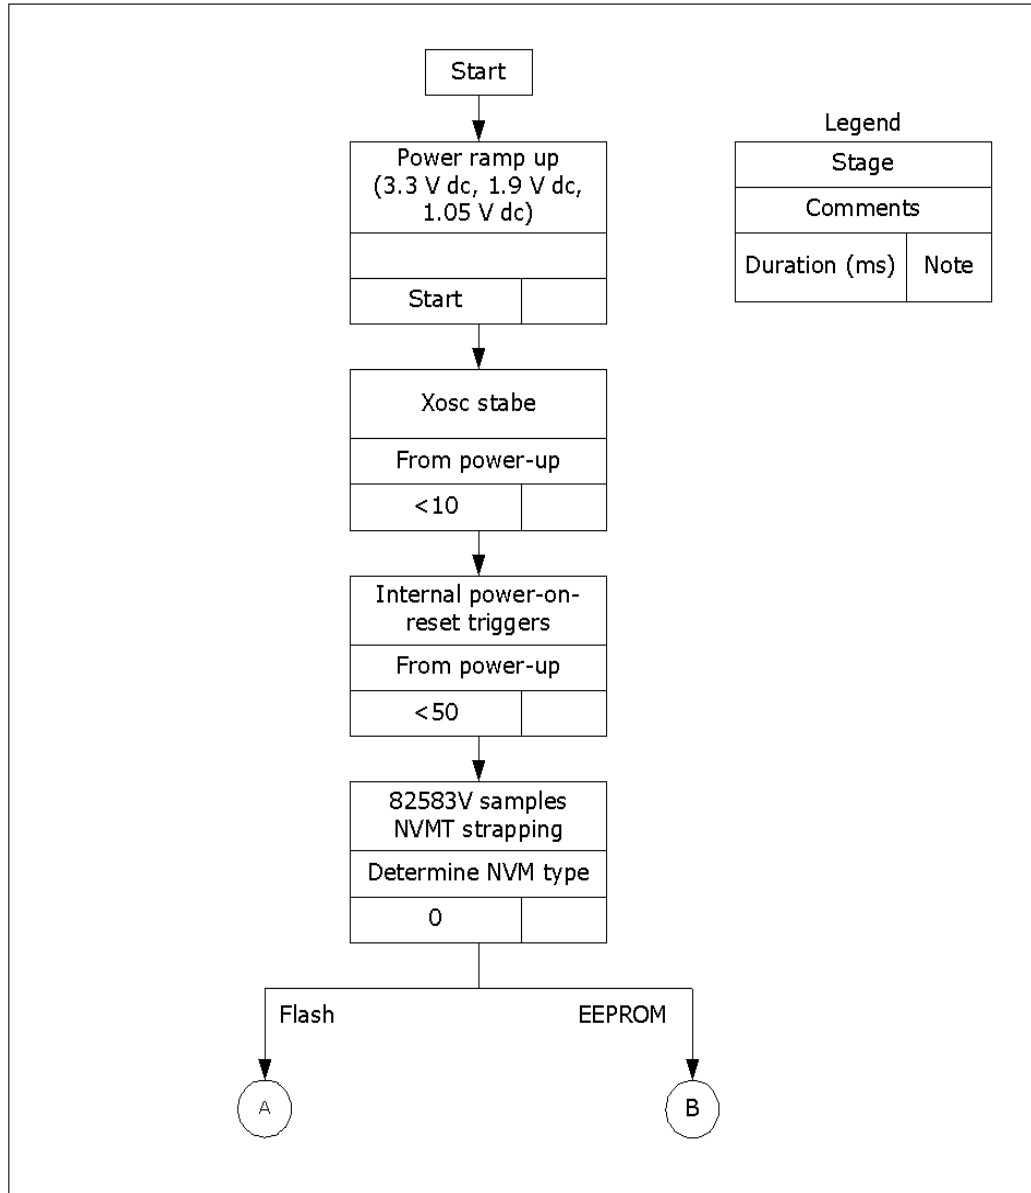 Start
Legend
Power ramp up
(3.3 V dc, 1.9 V dc,
1.05 V dc)
Stage
Comments
Duration (ms) Note
Start
Xosc stabe
From power-up
<10
Internal power-on-
reset triggers
From power-up
<50
82583V samples
NVMT strapping
Determine NVM type
0
Flash
EEPROM
A
B